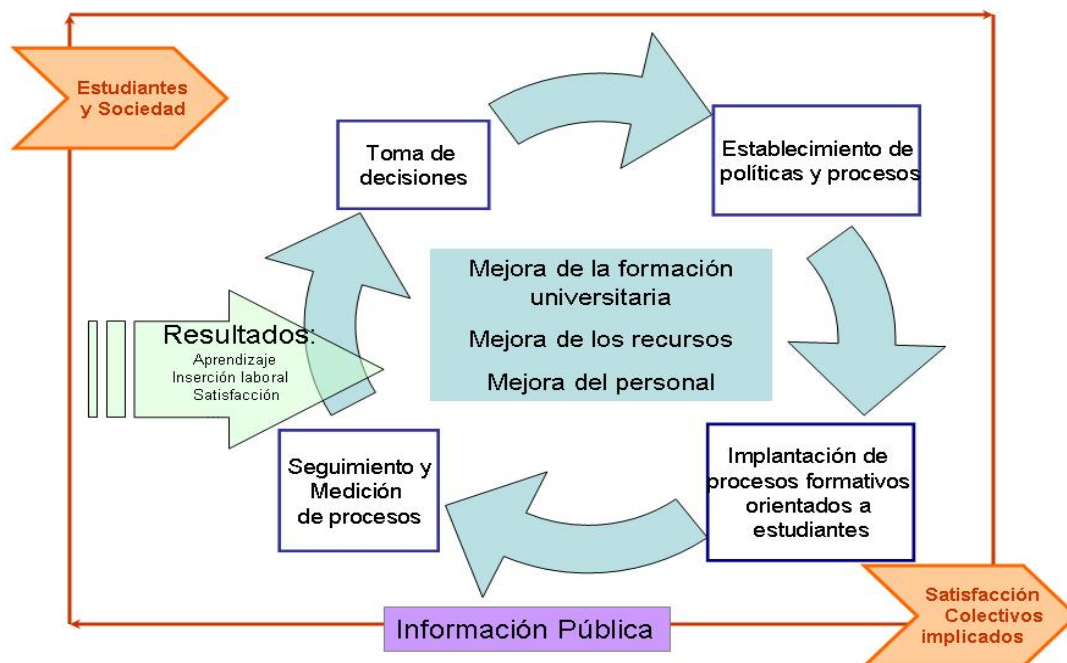 Estudiantes
y Sociedad
Toma de
decisiones
Establecimiento de
políticas y procesos
Mejora de la formación
universitaria
Mejora de los recursos
Mejora del personal
Resultados:
Aprendizaje
Inserción laboral
Satisfacción
...
Seguimiento y
Medición
de procesos
Implantación de
procesos formativos
orientados a
estudiantes
Información Pública
Satisfacción
Colectivos
implicados